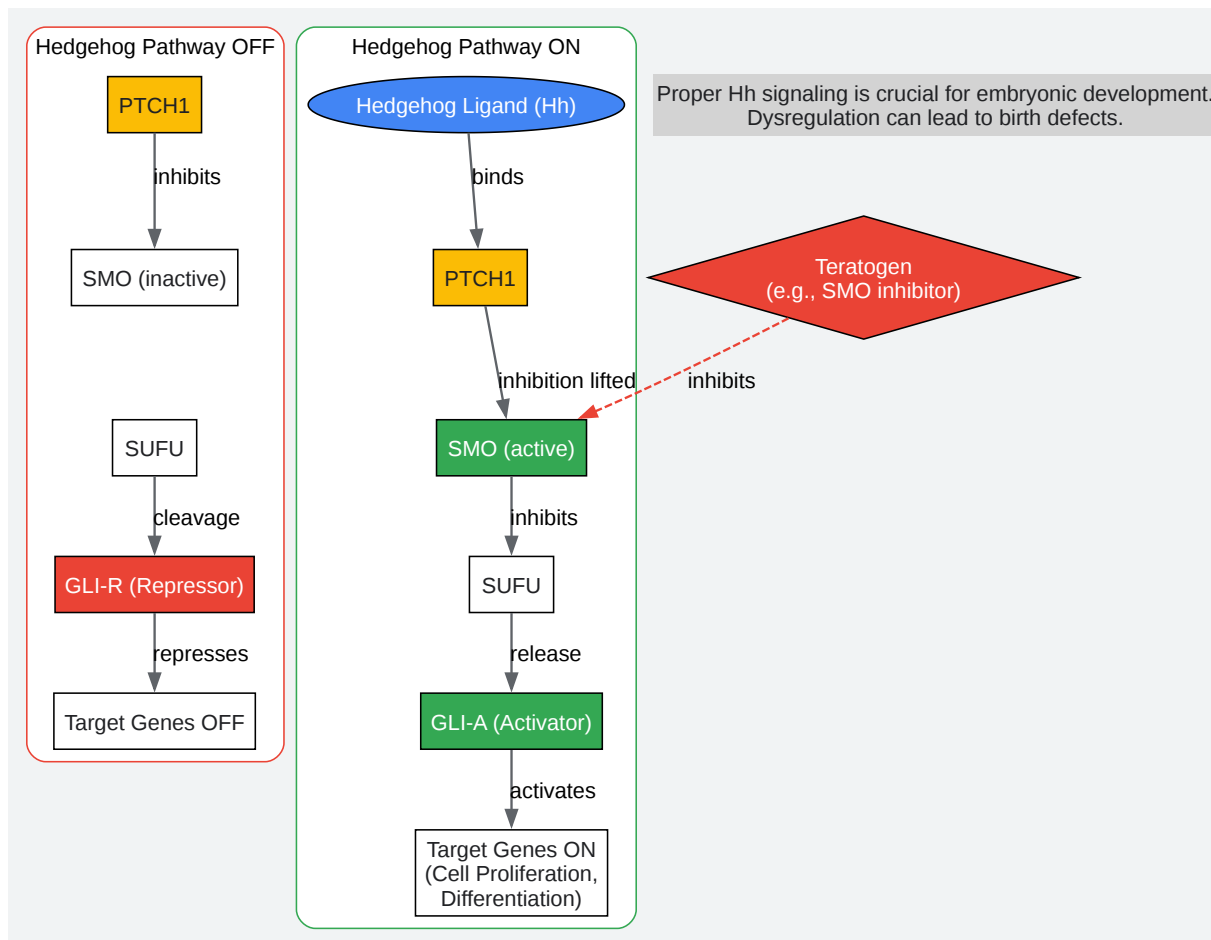 Hedgehog Pathway OFF
PTCH1
inhibits
SMO (inactive)
SUFU
cleavage
GLI-R (Repressor)
represses
Target Genes OFF
Hedgehog Pathway ON
Hedgehog Ligand (Hh)
binds
PTCH1
inhibition lifted
SMO (active)
inhibits
SUFU
release
GLI-A (Activator)
activates
Target Genes ON
(Cell Proliferation,
Differentiation)
Proper Hh signaling is crucial for embryonic development.
Dysregulation can lead to birth defects.
Teratogen
(e.g., SMO inhibitor)
inhibits